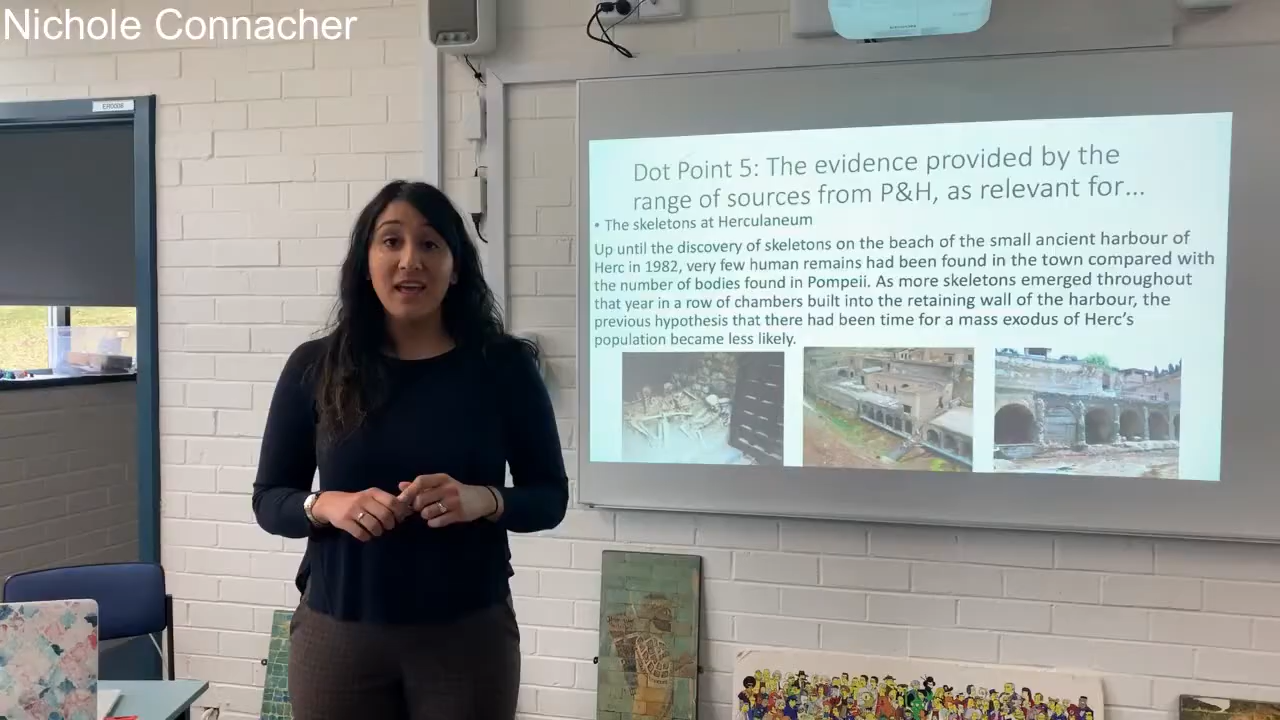 Nichole Connacher
Dot Point 5: The evidence provided by the
range of sources from P&H, as relevant for...
• The skeletons at Herculaneum
Up until the discovery of skeletons on the beach of the small ancient harbour of
Herc in 1982, very few human remains had been found in the town compared with
the number of bodies found in Pompeii. As more skeletons emerged throughout
that year in a row of chambers built into the retaining wall of the harbour, the
previous hypothesis that there had been time for a mass exodus of Herc's
population became less likely.